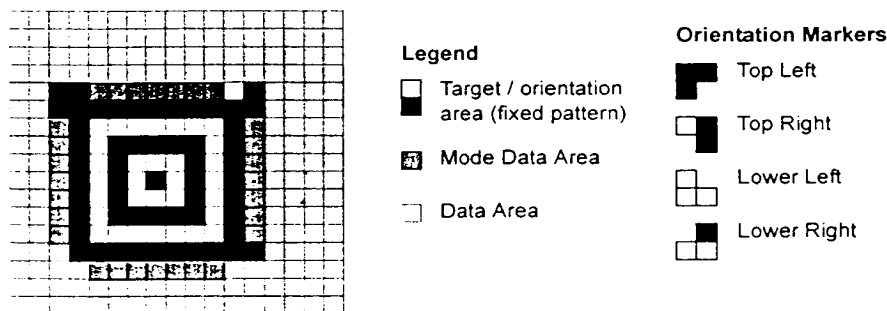 Legend
Target / orientation
area (fixed pattern)
Mode Data Area
Data Area
Orientation Markers
Top Left
Top Right
Lower Left
Lower Right